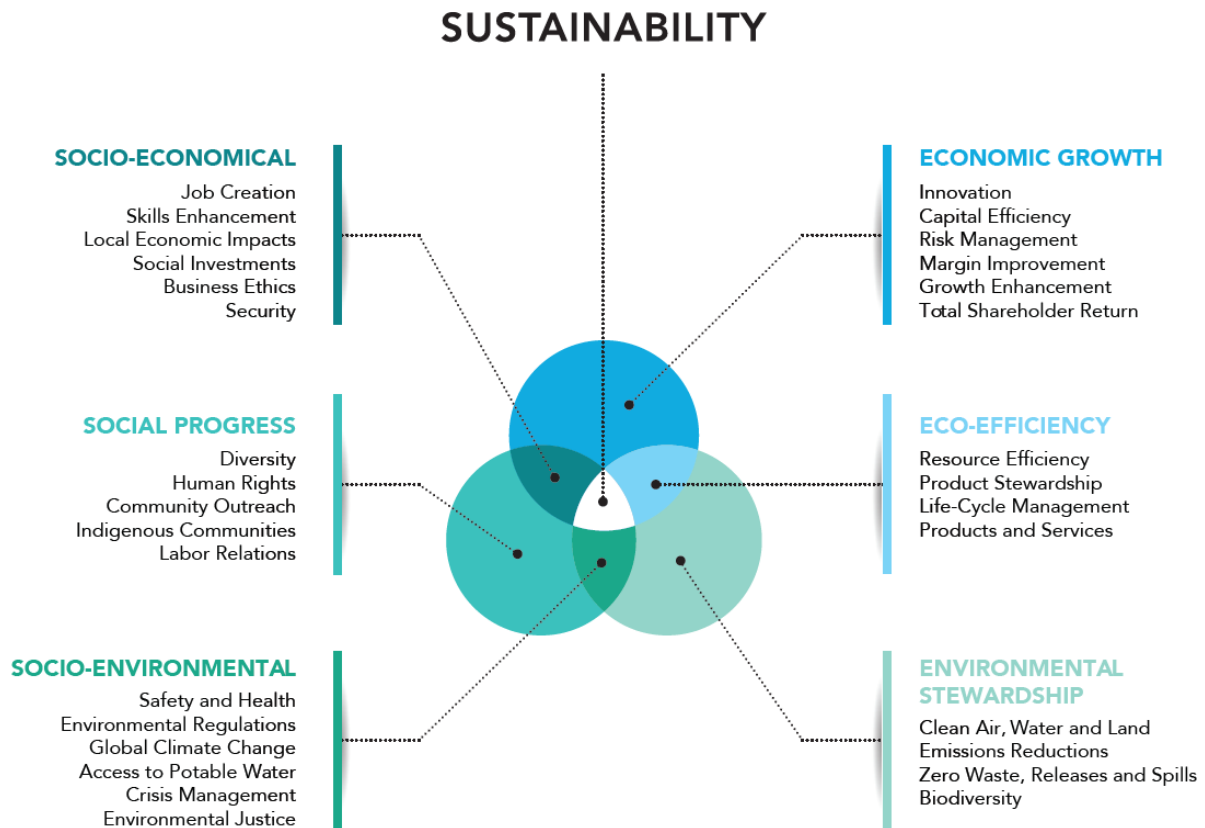 SUSTAINABILITY
SOCIO-ECONOMICAL
Job Creation
Skills Enhancement
Local Economic Impacts
Social Investments
Business Ethics
Security
ECONOMIC GROWTH
Innovation
Capital Efficiency
Risk Management
Margin Improvement
Growth Enhancement
Total Shareholder Return
SOCIAL PROGRESS
Diversity
Human Rights
Community Outreach
Indigenous Communities
Labor Relations
ECO-EFFICIENCY
Resource Efficiency
Product Stewardship
Life-Cycle Management
Products and Services
SOCIO-ENVIRONMENTAL
Safety and Health
Environmental Regulations
Global Climate Change
Access to Potable Water
Crisis Management
Environmental Justice
ENVIRONMENTAL
STEWARDSHIP
Clean Air, Water and Land
Emissions Reductions
Zero Waste, Releases and Spills
Biodiversity